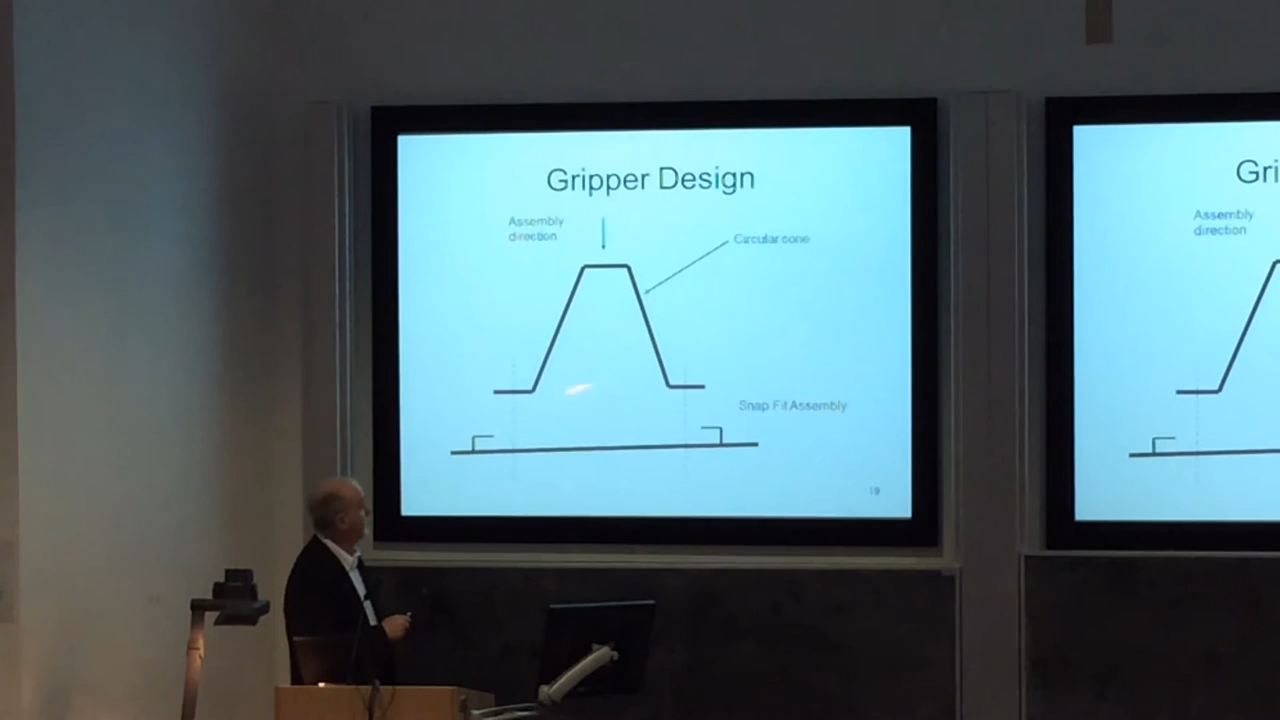 Gripper Design
Assembly
direction
Circular cone
Snap Fit Assembly
19
Gri
Assembly
direction